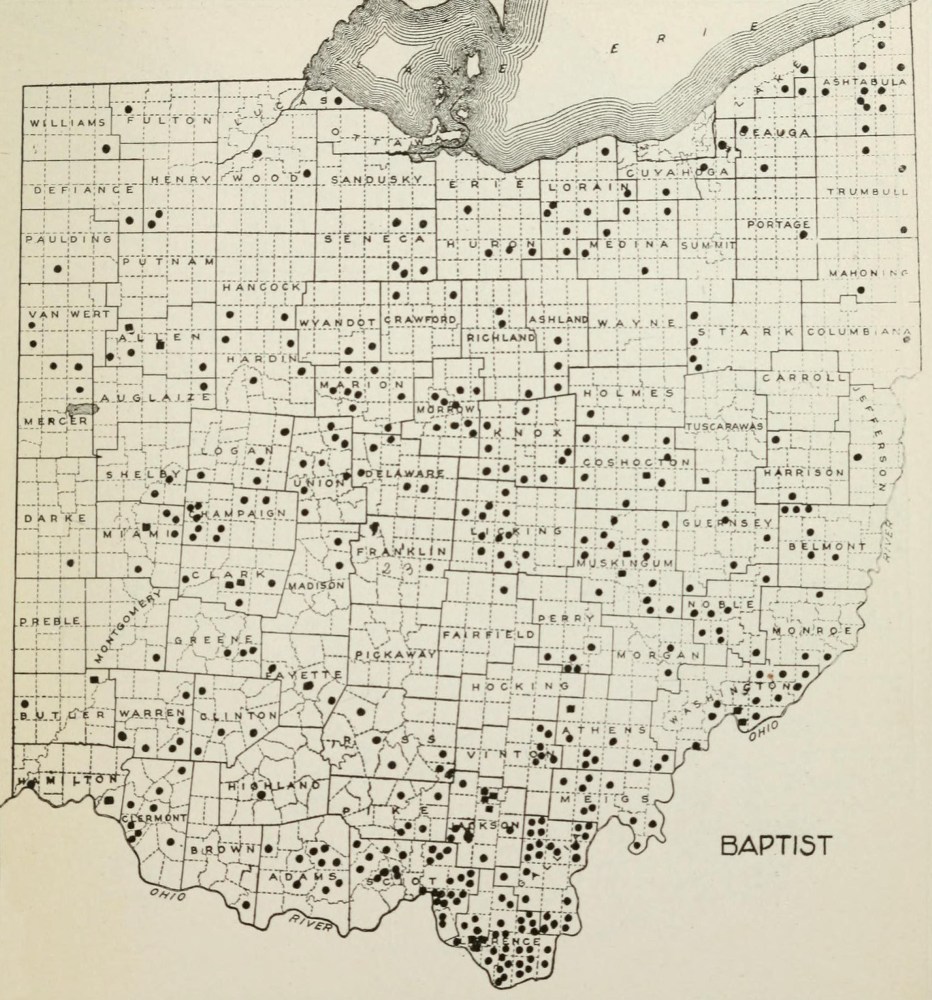 LAKE ERIE
LAKE
ASHTABULA
WILLIAMS
FULTON
LUCAS
OTTAWA
GEAUGA
CUYAHOGA
DEFIANCE
HENRY
WOOD
SANDUSKY
ERIE
LORAIN
TRUMBULL
PAULDING
PUTNAM
SENECA
HURON
MEDINA
SUMMIT
PORTAGE
MAHONING
HANCOCK
VAN WERT
ALLEN
WYANDOT
CRAWFORD
RICHLAND
ASHLAND
WAYNE
STARK
COLUMBIANA
HARDIN
MERCER
AUGLAIZE
MARION
MORROW
HOLMES
CARROLL
JEFFERSON
TUSCARAWAS
KNOX
LOGAN
SHELBY
UNION
DELAWARE
COSHOCTON
HARRISON
DARKE
MIAMI
CHAMPAIGN
LICKING
GUERNSEY
BELMONT
RIVER
FRANKLIN
23
CLARK
MADISON
MUSKINGUM
PREBLE
MONTGOMERY
GREENE
FAYETTE
PICKAWAY
FAIRFIELD
PERRY
NOBLE
MONROE
MORGAN
HOCKING
WASHINGTON
OHIO
BUTLER
WARREN
CLINTON
ROSS
VINTON
ATHENS
HAMILTON
HIGHLAND
PIKE
MEIGS
CLERMONT
JACKSON
BROWN
ADAMS
OHIO
RIVER
BAPTIST